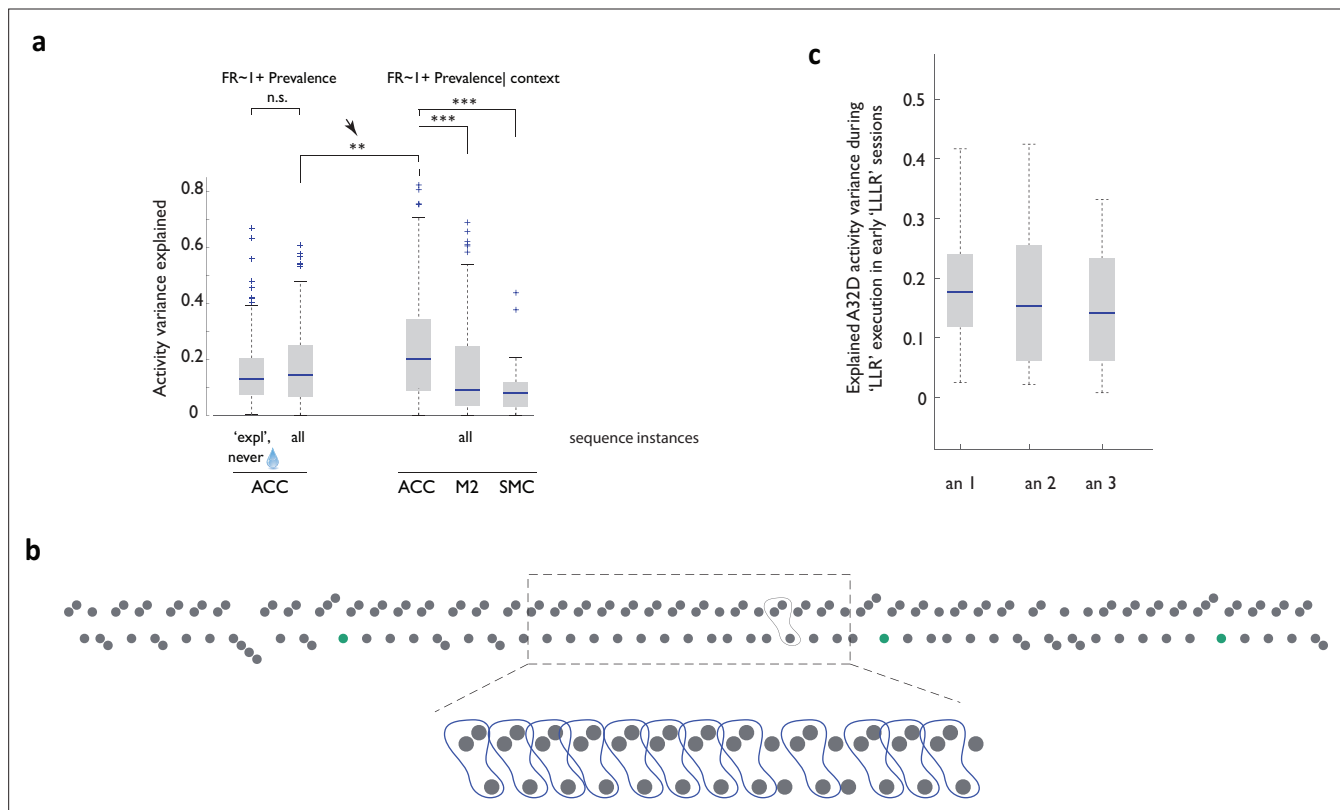 a
FR~1+ Prevalence
n.s.
FR~1+ Prevalence| context
***
***
**
Activity variance explained
0.8
0.6
0.4
0.2
0
'expl',
never
all
all
sequence instances
ACC
ACC M2 SMC
c
Explained A32D activity variance during
'LLR' execution in early 'LLLR' sessions
0.5
0.4
0.3
0.2
0.1
0
an 1 an 2 an 3
b